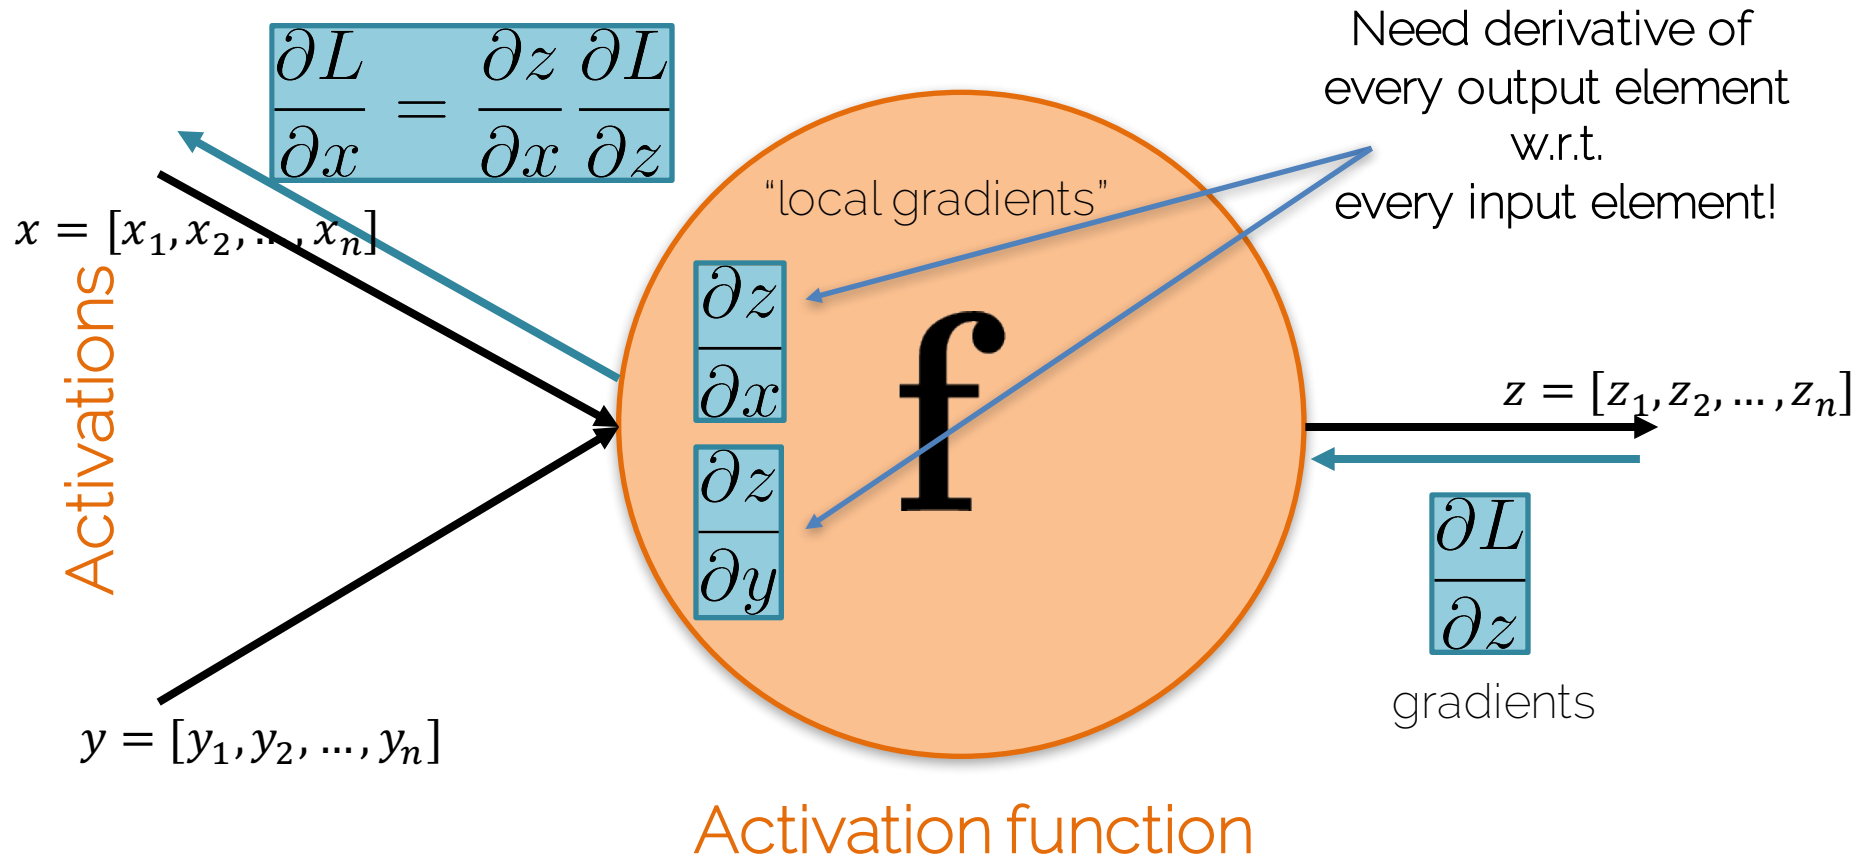 ∂L/∂x = ∂z/∂x ∂L/∂z
Need derivative of
every output element
w.r.t.
every input element!
"local gradients"
x = [x₁, x₂, … , xₙ]
Activations
∂z/∂x
f
z = [z₁, z₂, … , zₙ]
∂z/∂y
∂L/∂z
gradients
y = [y₁, y₂, … , yₙ]
Activation function